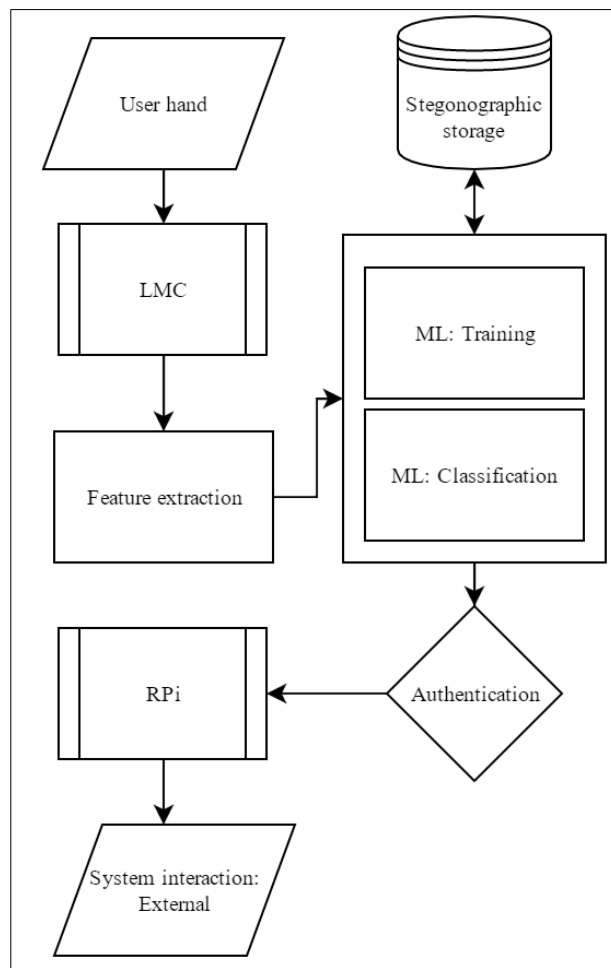 User hand
Stegonographic
storage
LMC
ML: Training
Feature extraction
ML: Classification
RPi
Authentication
System interaction:
External